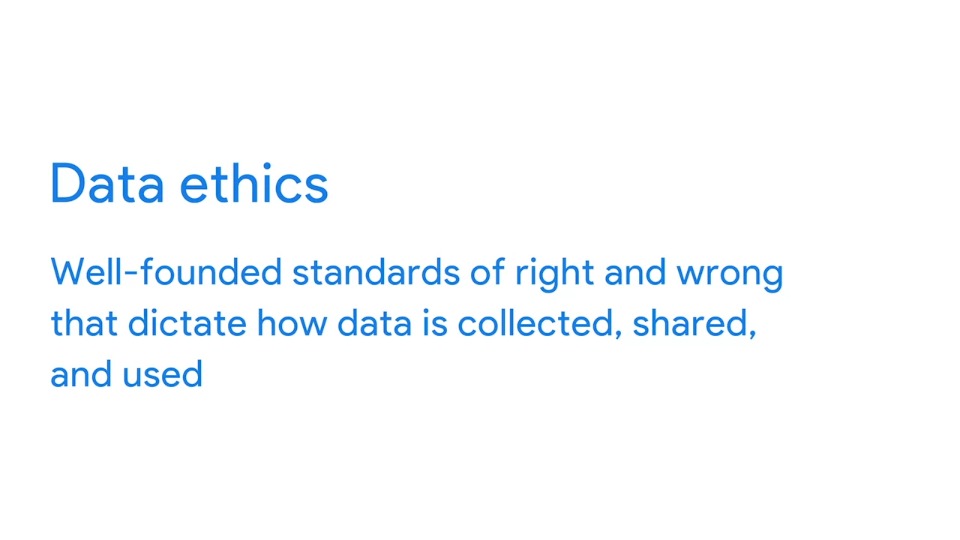 Data ethics
Well-founded standards of right and wrong
that dictate how data is collected, shared,
and used